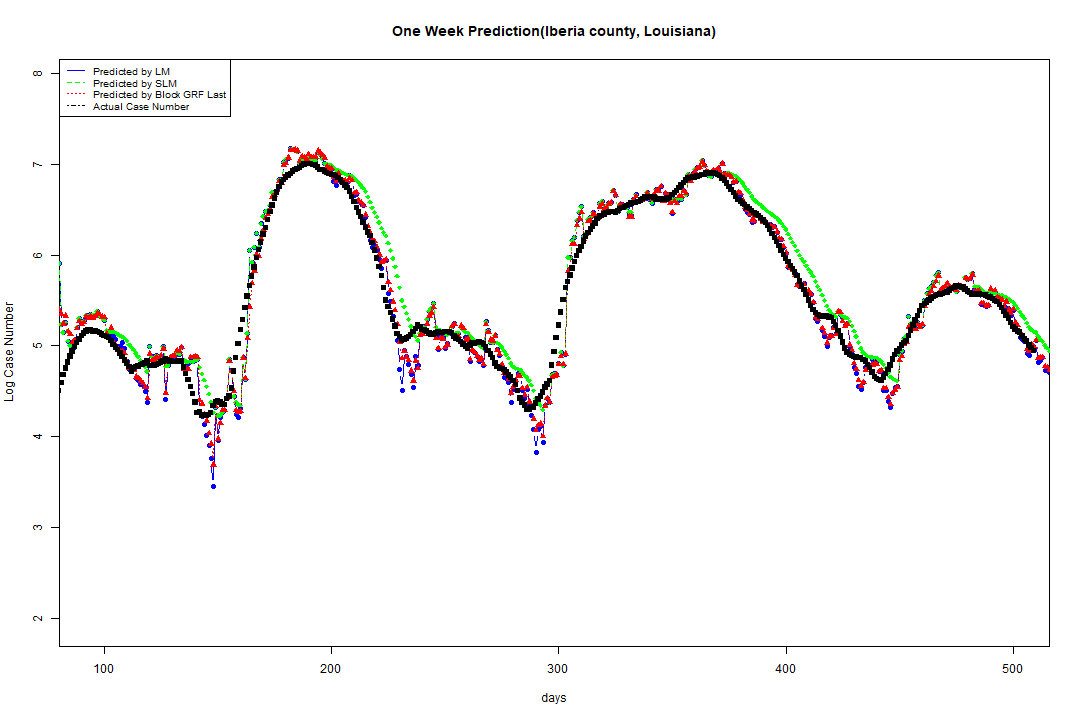 One Week Prediction(Iberia county, Louisiana)
Predicted by LM
Predicted by SLM
Predicted by Block GRF Last
Actual Case Number
8
7
6
5
4
3
2
Log Case Number
100 200 300 400 500
days